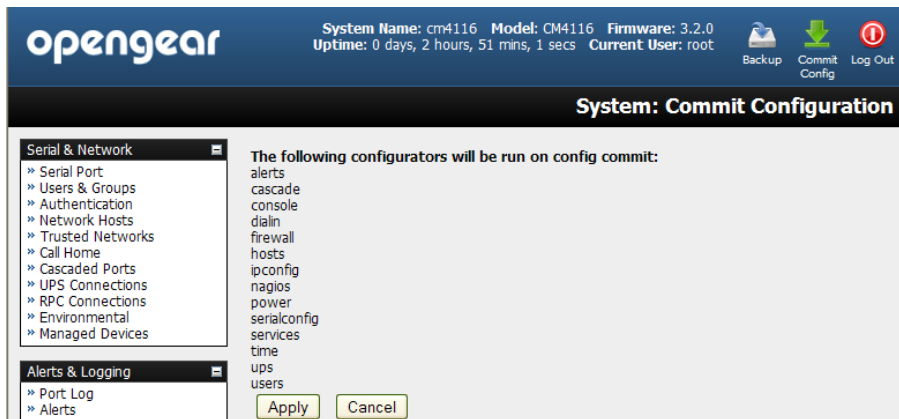 opengear
System Name: cm4116 Model: CM4116 Firmware: 3.2.0
Uptime: 0 days, 2 hours, 51 mins, 1 secs Current User: root
Backup
Commit
Config
Log Out
System: Commit Configuration
Serial & Network
» Serial Port
» Users & Groups
» Authentication
» Network Hosts
» Trusted Networks
» Call Home
» Cascaded Ports
» UPS Connections
» RPC Connections
» Environmental
» Managed Devices
Alerts & Logging
» Port Log
» Alerts
The following configurators will be run on config commit:
alerts
cascade
console
dialin
firewall
hosts
ipconfig
nagios
power
serialconfig
services
time
ups
users
Apply
Cancel